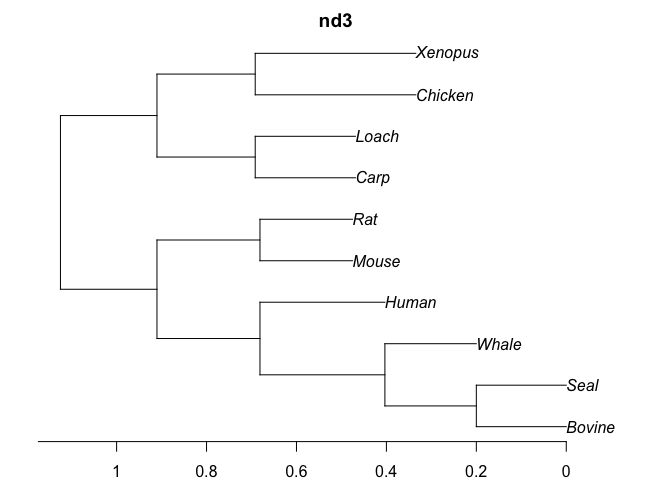 nd3
Xenopus
Chicken
Loach
Carp
Rat
Mouse
Human
Whale
Seal
Bovine
1 0.8 0.6 0.4 0.2 0